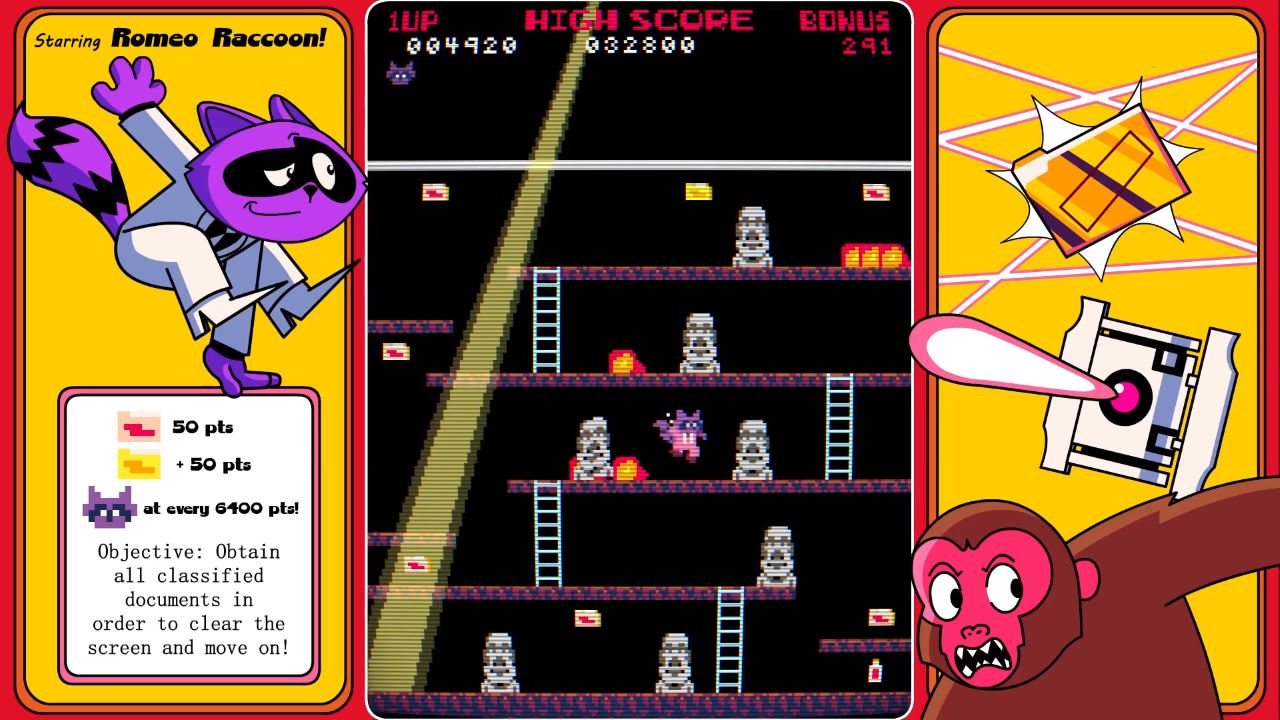 Starring Romeo Raccoon!
1UP HIGH SCORE BONUS
004920 032800 291
50 pts
+ 50 pts
at every 6400 pts!
Objective: Obtain
all classified
documents in
order to clear the
screen and move on!